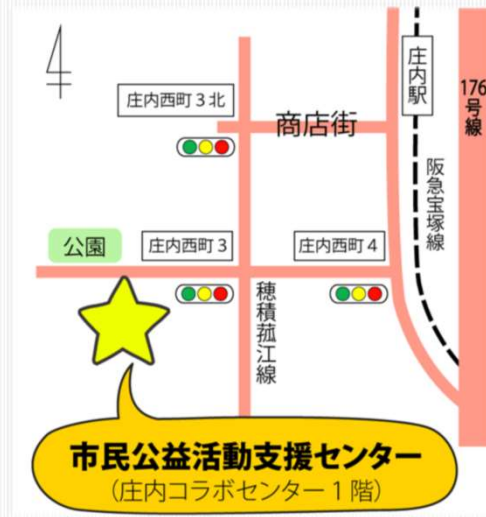 庄内駅
176号線
庄内西町3北
商店街
阪急宝塚線
公園
庄内西町3
庄内西町4
穂積菰江線
市民公益活動支援センター
(庄内コラボセンター1階)